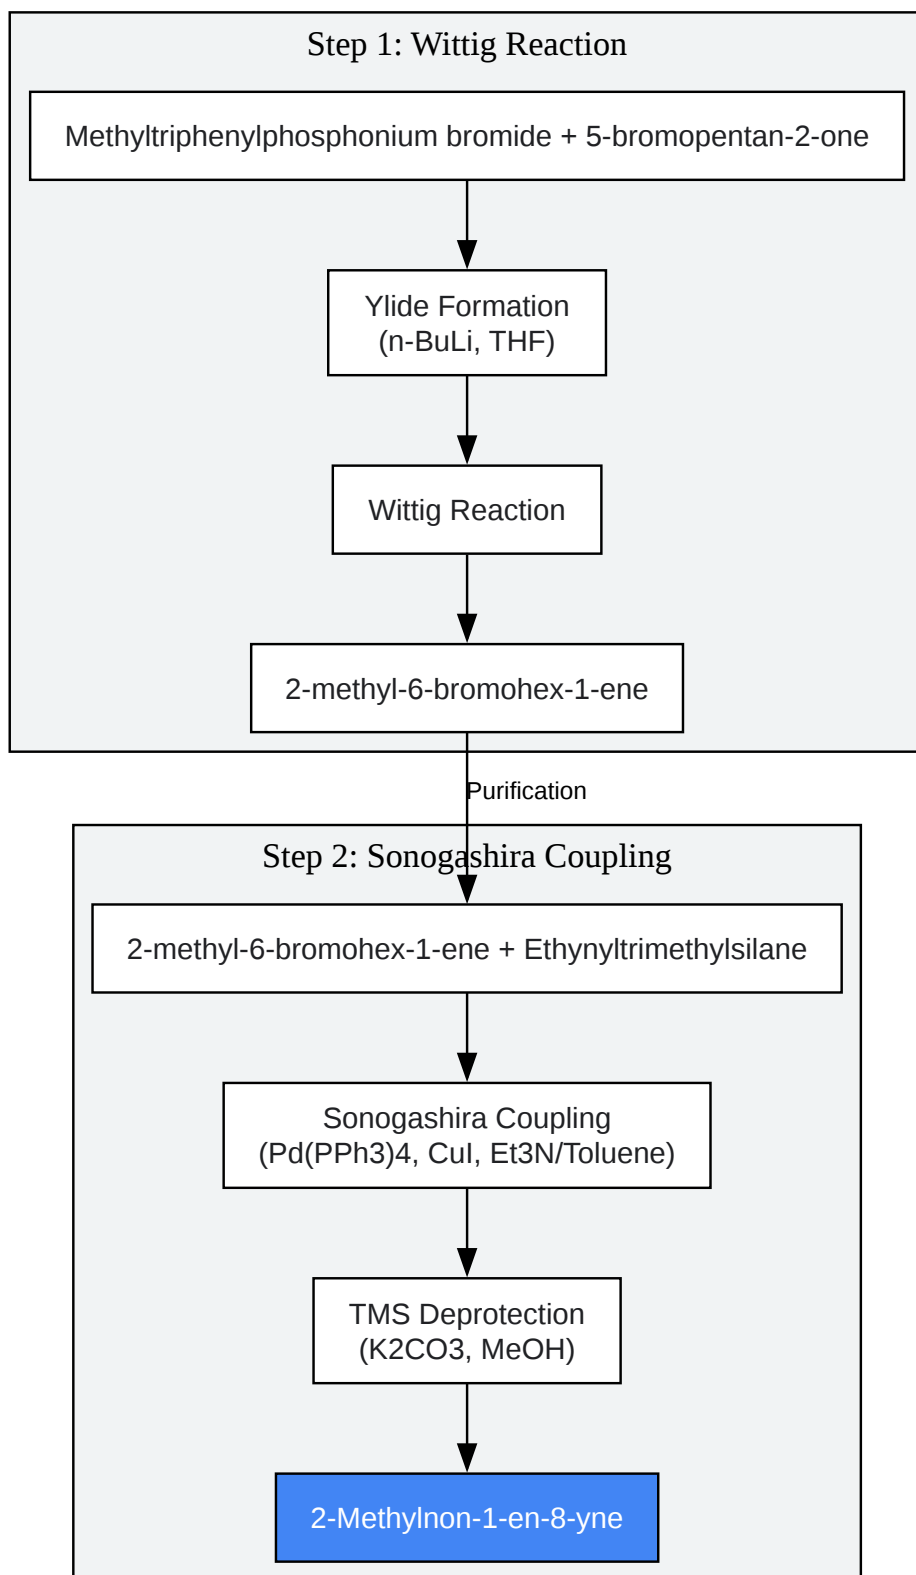 Step 1: Wittig Reaction
Methyltriphenylphosphonium bromide + 5-bromopentan-2-one
Ylide Formation
(n-BuLi, THF)
Wittig Reaction
2-methyl-6-bromohex-1-ene
Purification
Step 2: Sonogashira Coupling
2-methyl-6-bromohex-1-ene + Ethynyltrimethylsilane
Sonogashira Coupling
(Pd(PPh3)4, CuI, Et3N/Toluene)
TMS Deprotection
(K2CO3, MeOH)
2-Methylnon-1-en-8-yne